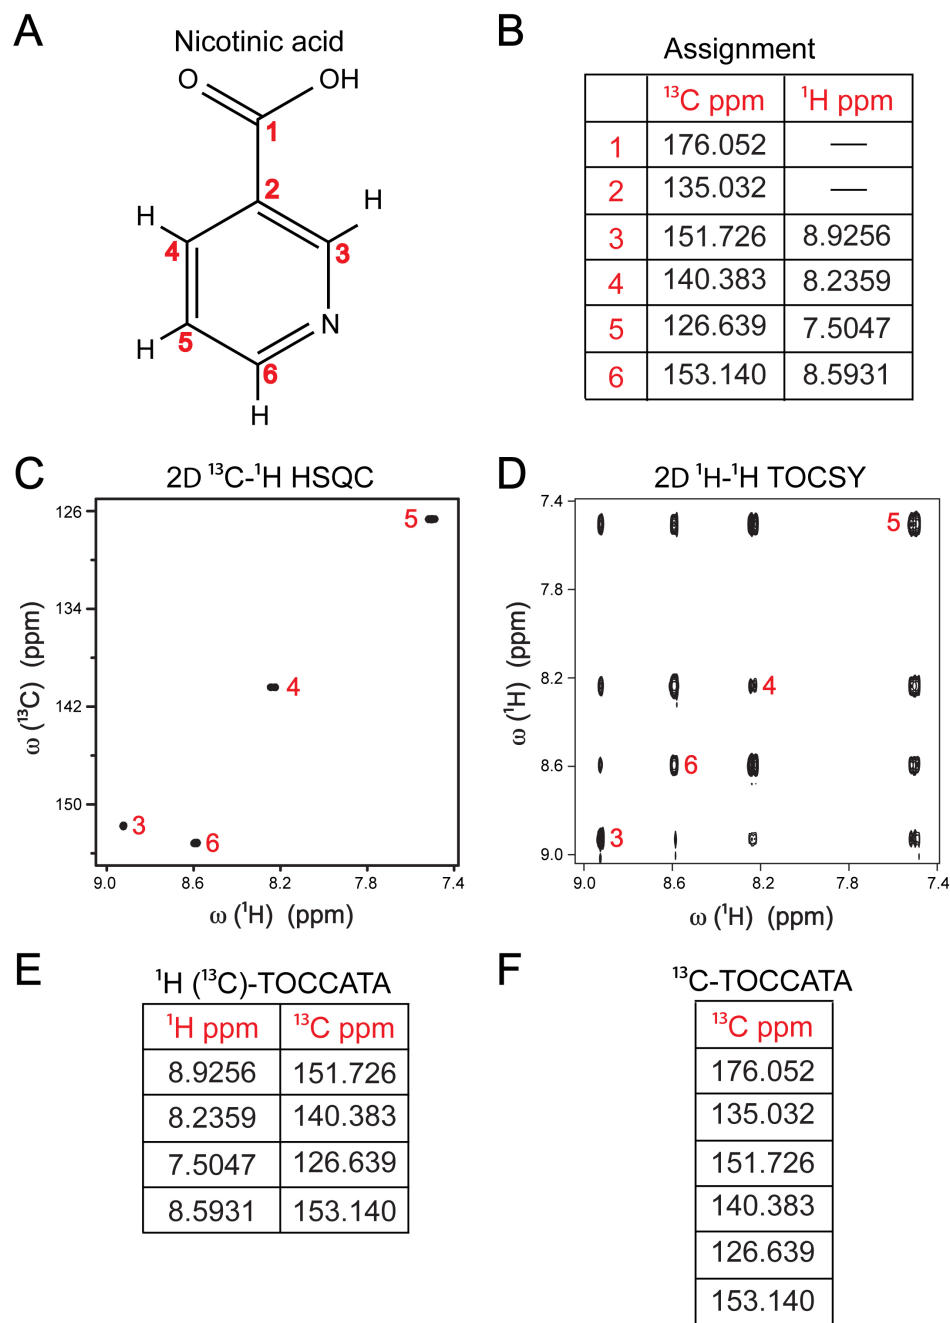 A
Nicotinic acid
O
OH
1
2
H
H
4
3
N
5
H
6
H
B
Assignment
¹³C ppm ¹H ppm
1 176.052 —
2 135.032 —
3 151.726 8.9256
4 140.383 8.2359
5 126.639 7.5047
6 153.140 8.5931
C
2D ¹³C-¹H HSQC
126
134
142
150
ω (¹³C) (ppm)
5
4
3
6
9.0 8.6 8.2 7.8 7.4
ω (¹H) (ppm)
D
2D ¹H-¹H TOCSY
7.4
7.8
8.2
8.6
9.0
ω (¹H) (ppm)
5
4
6
3
9.0 8.6 8.2 7.8 7.4
ω (¹H) (ppm)
E
¹H (¹³C)-TOCCATA
¹H ppm ¹³C ppm
8.9256 151.726
8.2359 140.383
7.5047 126.639
8.5931 153.140
F
¹³C-TOCCATA
¹³C ppm
176.052
135.032
151.726
140.383
126.639
153.140